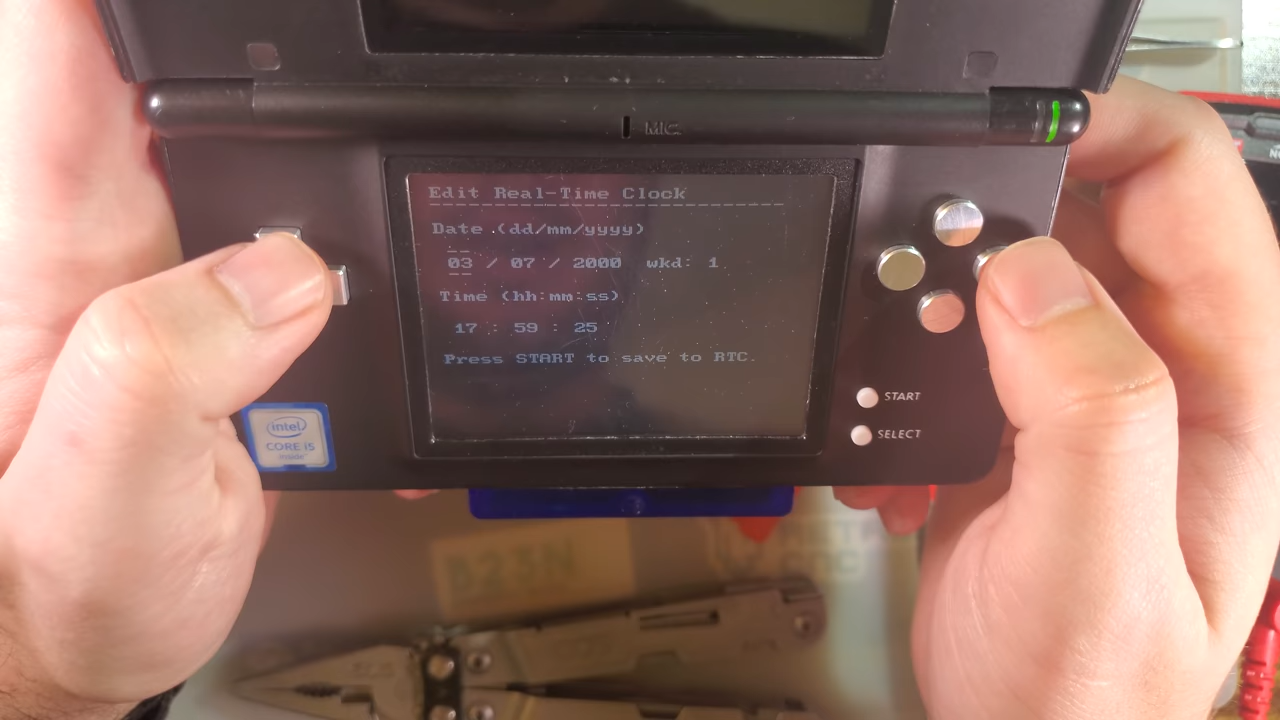 MIC.
Edit Real-Time Clock
Date (dd/mm/yyyy)
03 / 07 / 2000 wkd: 1
Time (hh:mm:ss)
17 : 59 : 25
Press START to save to RTC.
START
SELECT
intel
CORE i5
inside